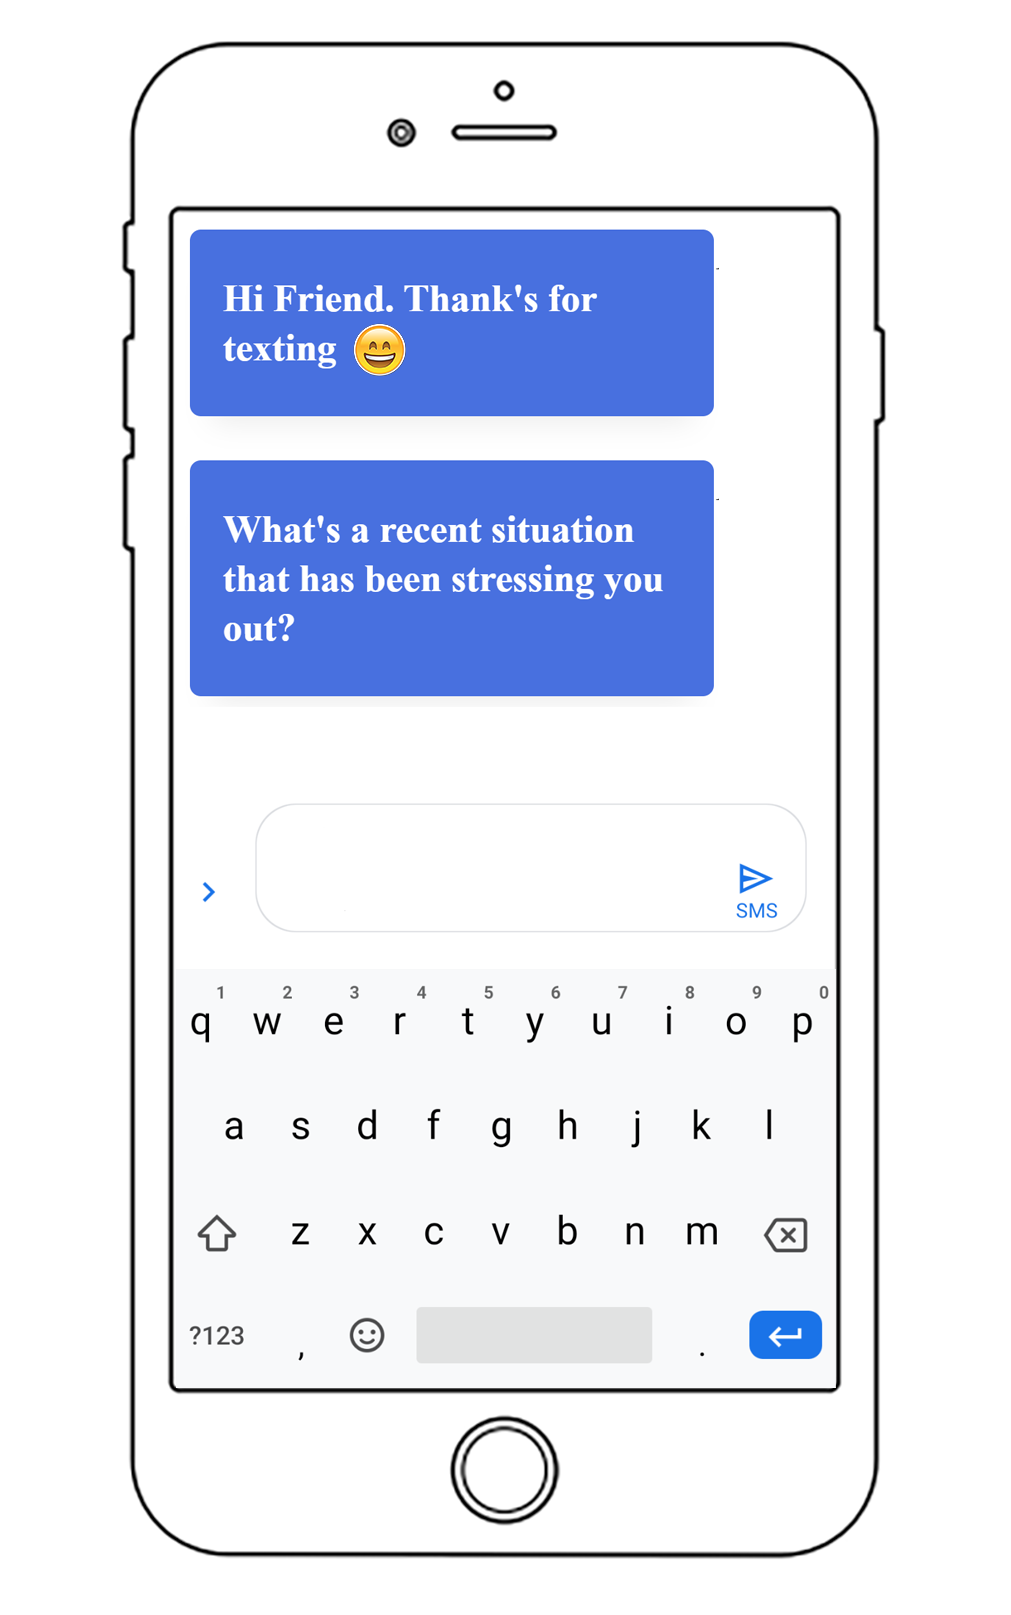 Hi Friend. Thank's for
texting 😄
What's a recent situation
that has been stressing you
out?
SMS
1 2 3 4 5 6 7 8 9 0
q w e r t y u i o p
a s d f g h j k l
z x c v b n m
?123 , .